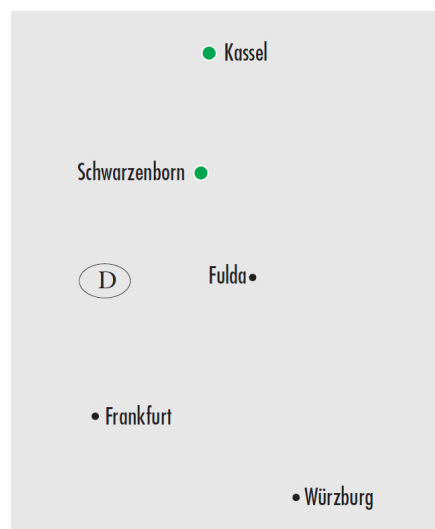 Kassel
Schwarzenborn
Fulda
D
Frankfurt
Würzburg